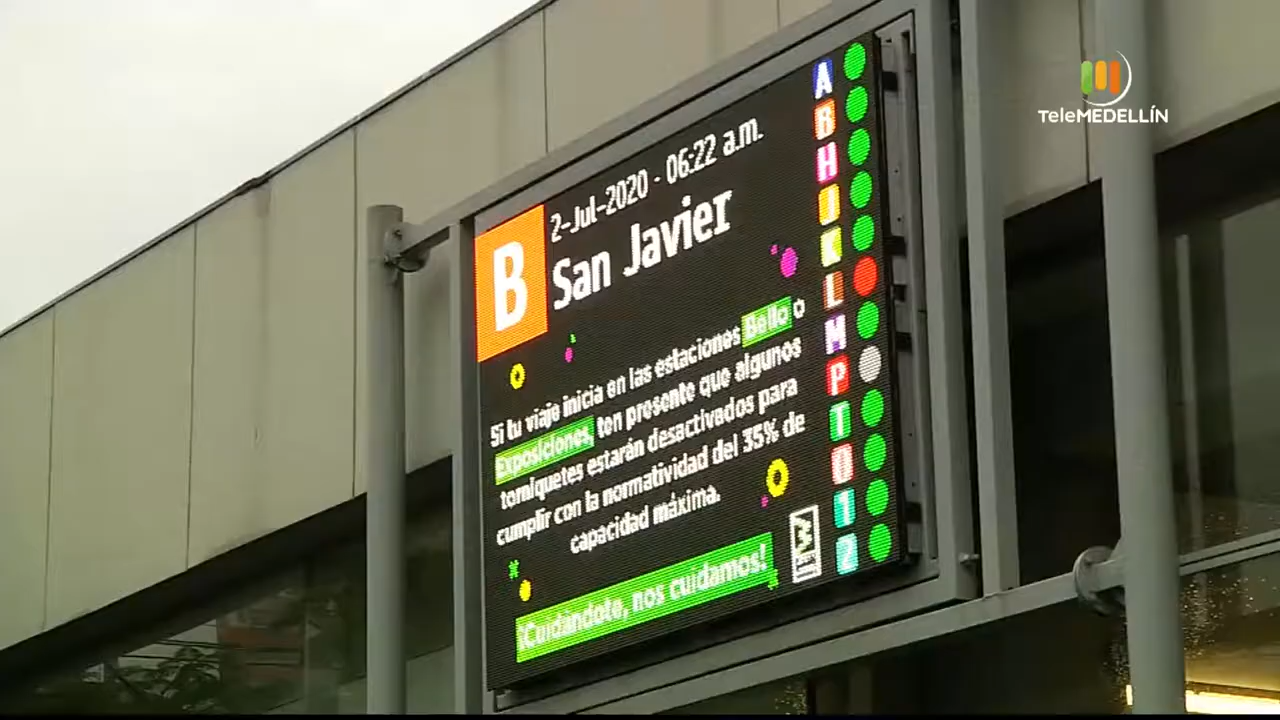 TeleMEDELLÍN
B
2-Jul-2020 - 06:22 a.m.
San Javier
Si tu viaje inicia en las estaciones Bello o
Exposiciones, ten presente que algunos
torniquetes estarán desactivados para
cumplir con la normatividad del 35% de
capacidad máxima.
¡Cuidándote, nos cuidamos!
A
B
H
J
K
L
M
P
T
O
1
2